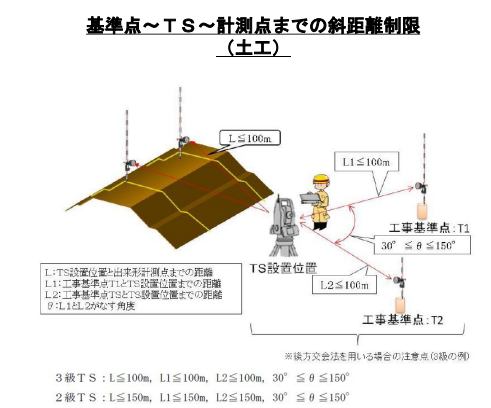 基準点～ＴＳ～計測点までの斜距離制限
（土工）
L≦100m
L1≦100m
工事基準点:T1
30°≦θ≦150°
TS設置位置
L2≦100m
工事基準点:T2
L:TS設置位置と出来形計測点までの距離
L1:工事基準点T1とTS設置位置までの距離
L2:工事基準点TSとTS設置位置までの距離
θ:L1とL2がなす角度
※後方交会法を用いる場合の注意点(3級の例)
３級ＴＳ：L≦100m, L1≦100m, L2≦100m, 30°≦θ≦150°
２級ＴＳ：L≦150m, L1≦150m, L2≦150m, 30°≦θ≦150°